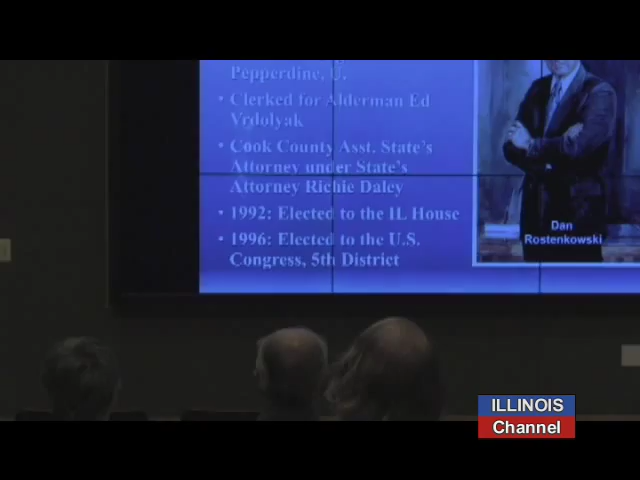 Pepperdine, U.
• Clerked for Alderman Ed
Vrdolyak
• Cook County Asst. State's
Attorney under State's
Attorney Richie Daley
• 1992: Elected to the IL House
• 1996: Elected to the U.S.
Congress, 5th District
Dan
Rostenkowski
ILLINOIS
Channel